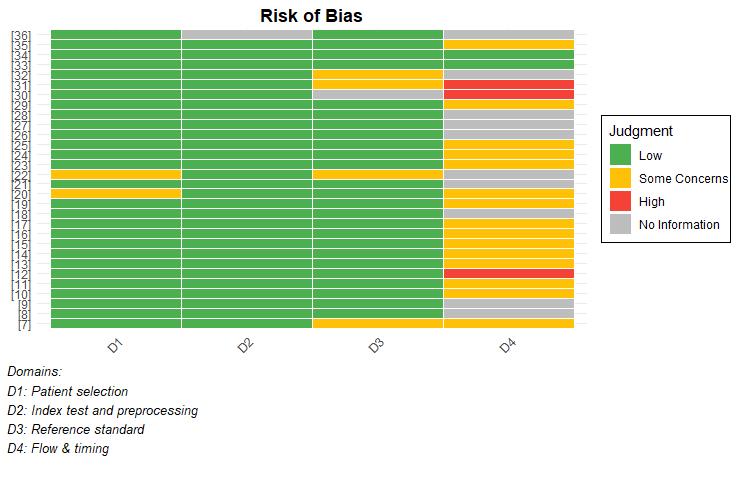 Risk of Bias
[36]
[35]
[34]
[33]
[32]
[31]
[30]
[29]
[28]
[27]
[26]
[25]
[24]
[23]
[22]
[21]
[20]
[19]
[18]
[17]
[16]
[15]
[14]
[13]
[12]
[11]
[10]
[9]
[8]
[7]
D1
D2
D3
D4
Judgment
Low
Some Concerns
High
No Information
Domains:
D1: Patient selection
D2: Index test and preprocessing
D3: Reference standard
D4: Flow & timing